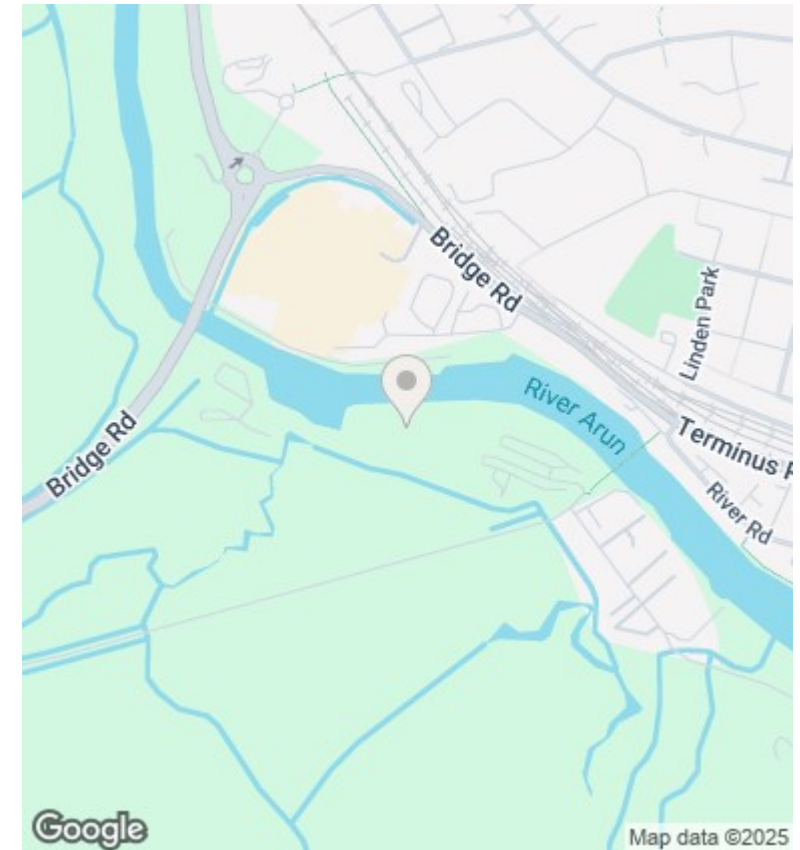 Bridge Rd
Linden Park
River Arun
Terminus R
Bridge Rd
River Rd
Google
Map data ©2025